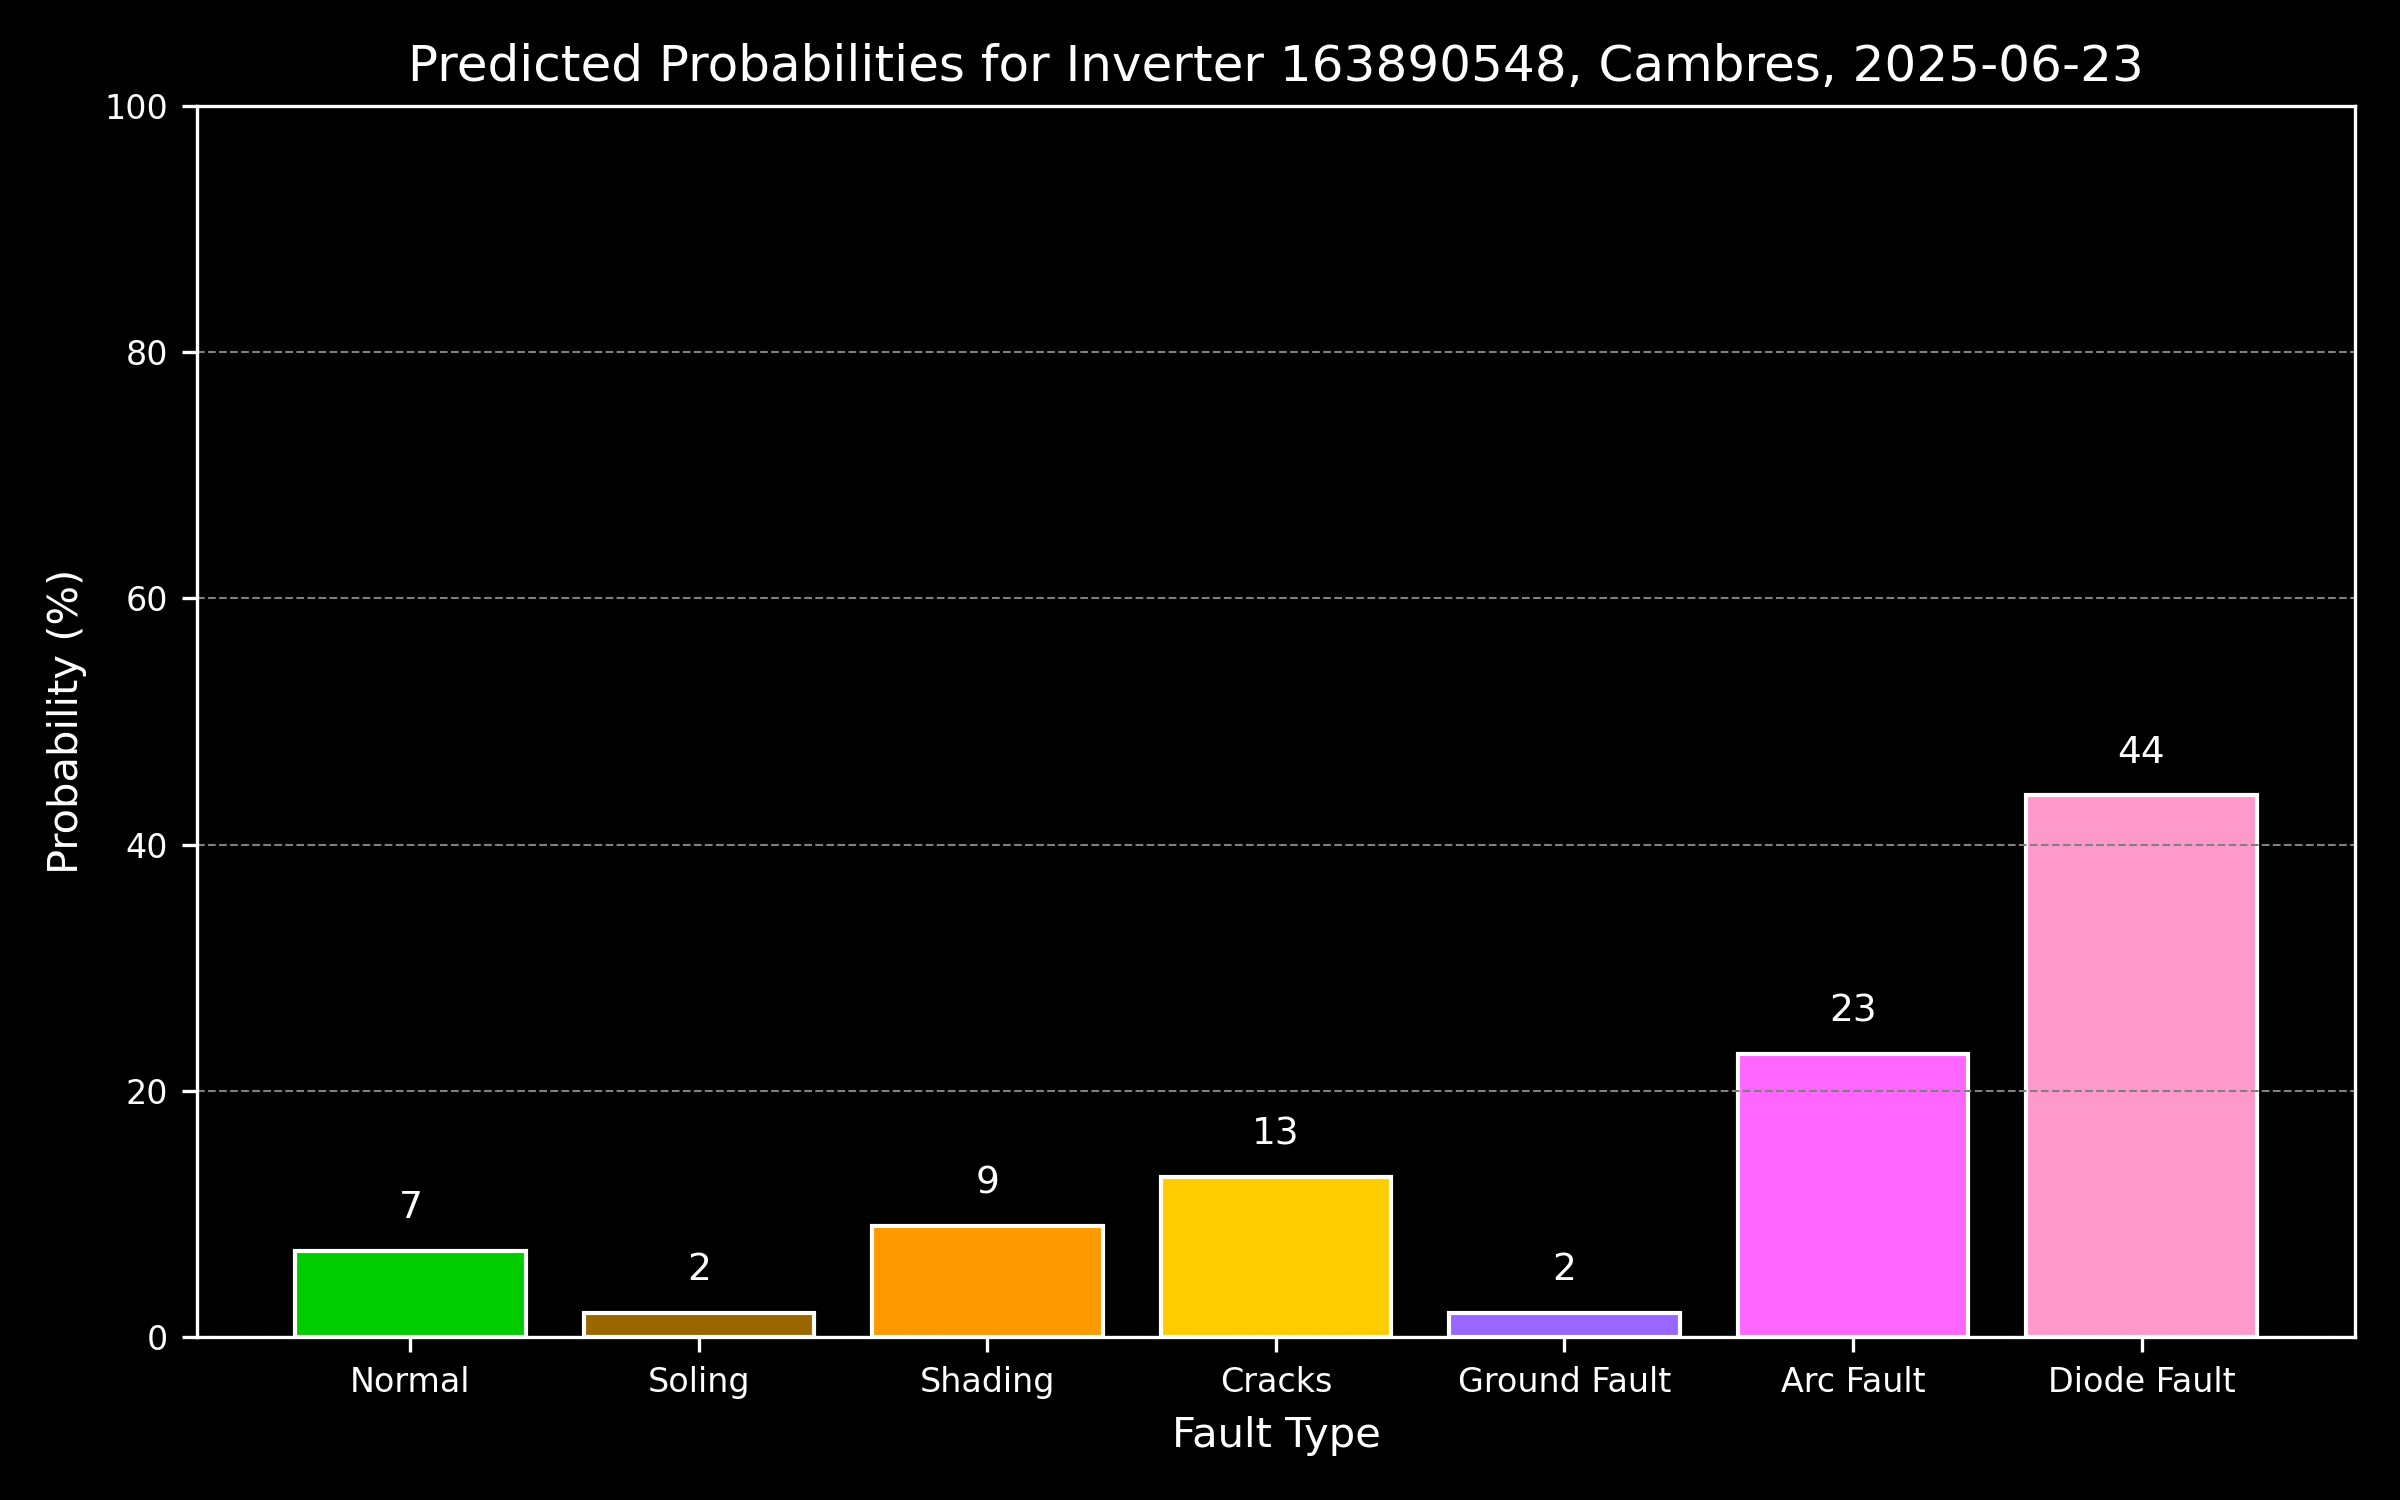 Predicted Probabilities for Inverter 163890548, Cambres, 2025-06-23
100
80
60
40
20
0
Probability (%)
7
2
9
13
2
23
44
Normal
Soling
Shading
Cracks
Ground Fault
Arc Fault
Diode Fault
Fault Type